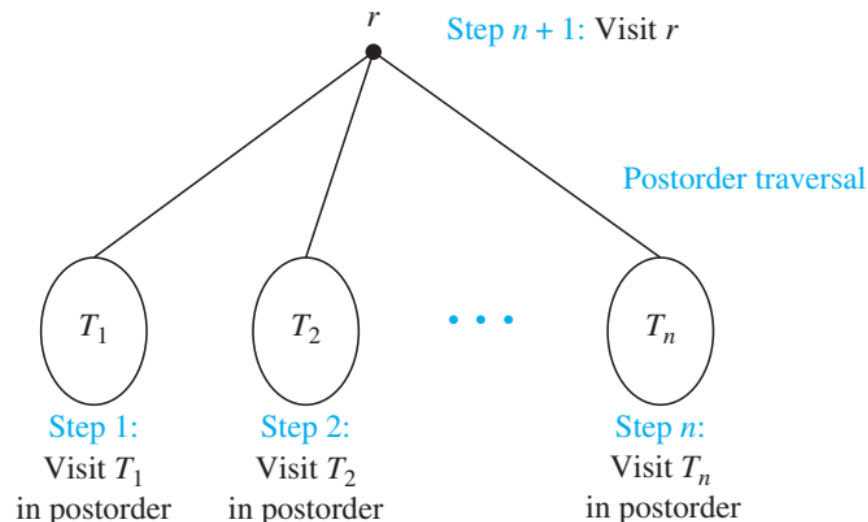 r
Step n + 1: Visit r
Postorder traversal
T₁
T₂
. . .
Tₙ
Step 1:
Visit T₁
in postorder
Step 2:
Visit T₂
in postorder
Step n:
Visit Tₙ
in postorder